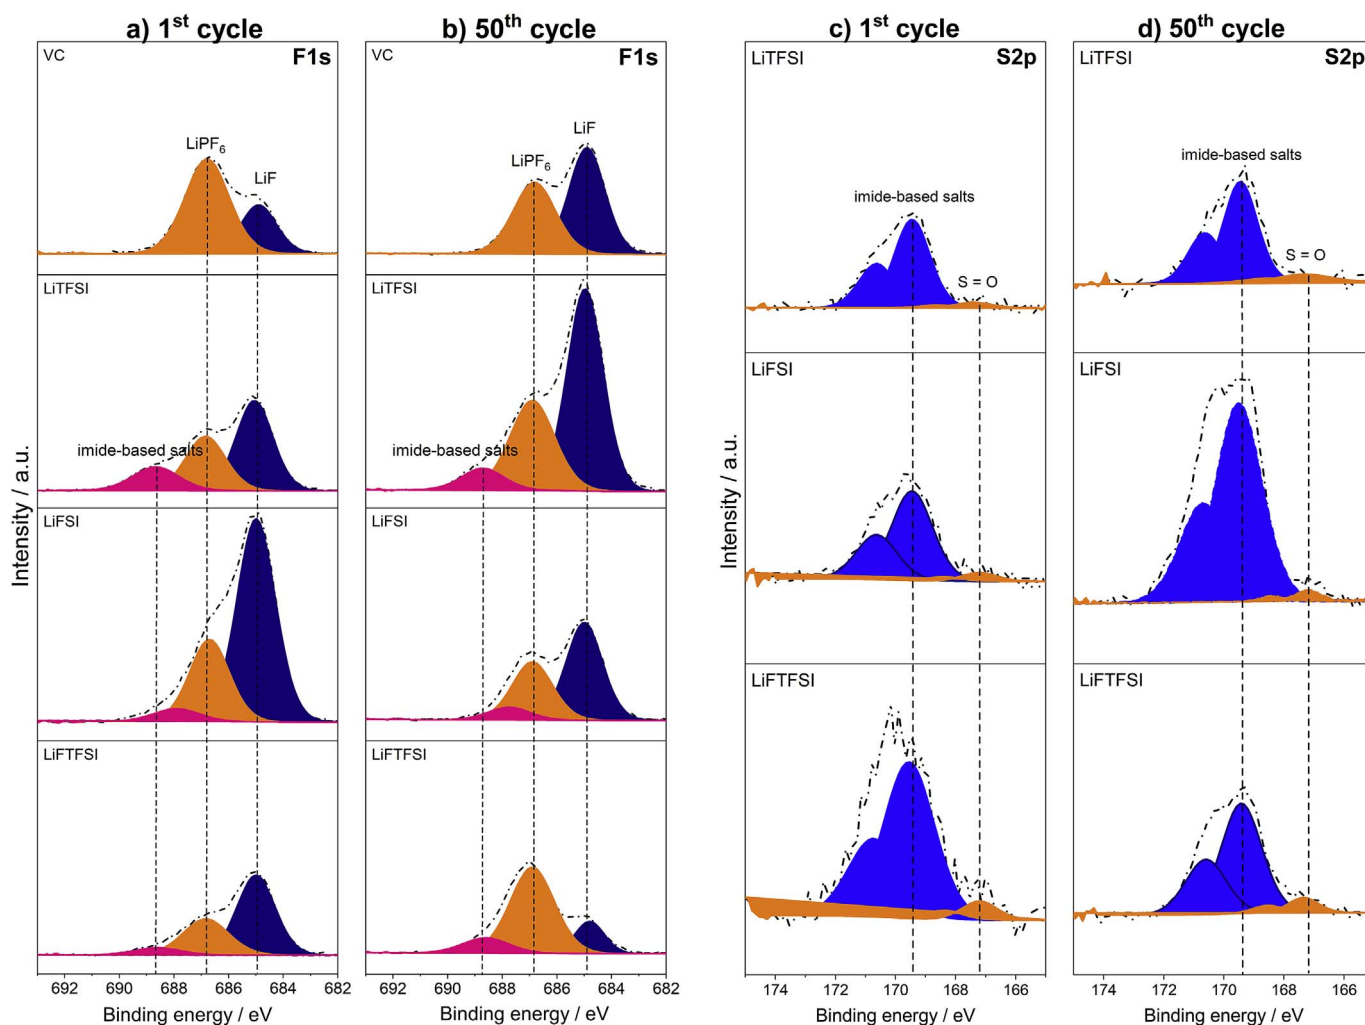 a) 1st cycle
VC
F1s
LiPF6
LiF
LiTFSI
imide-based salts
LiFSI
LiFTFSI
692 690 688 686 684 682
Binding energy / eV
Intensity / a.u.
b) 50th cycle
VC
F1s
LiPF6
LiF
LiTFSI
imide-based salts
LiFSI
LiFTFSI
692 690 688 686 684 682
Binding energy / eV
c) 1st cycle
LiTFSI
S2p
imide-based salts
S = O
LiFSI
LiFTFSI
174 172 170 168 166
Binding energy / eV
Intensity / a.u.
d) 50th cycle
LiTFSI
S2p
imide-based salts
S = O
LiFSI
LiFTFSI
174 172 170 168 166
Binding energy / eV